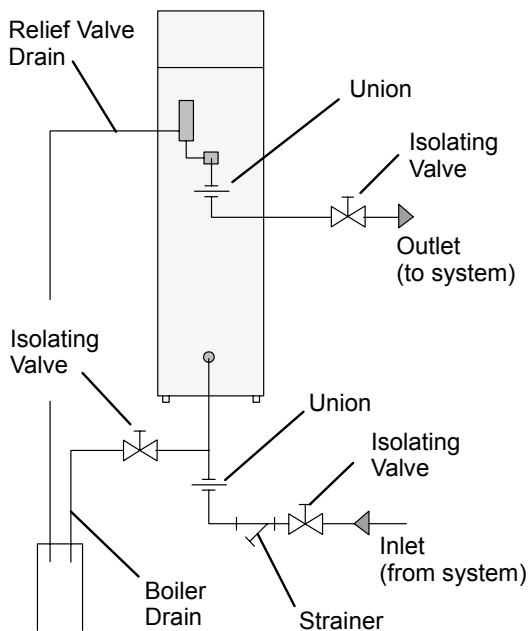 Relief Valve
Drain
Union
Isolating
Valve
Outlet
(to system)
Isolating
Valve
Union
Isolating
Valve
Inlet
(from system)
Boiler
Drain
Strainer